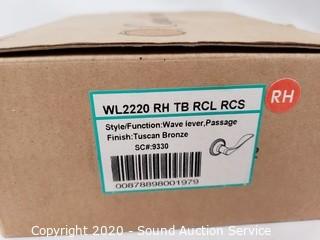 WL2220 RH TB RCL RCS
RH
Style/Function:Wave lever,Passage
Finish:Tuscan Bronze
SC#:9330
00878898001979
Copyright 2020 - Sound Auction Service